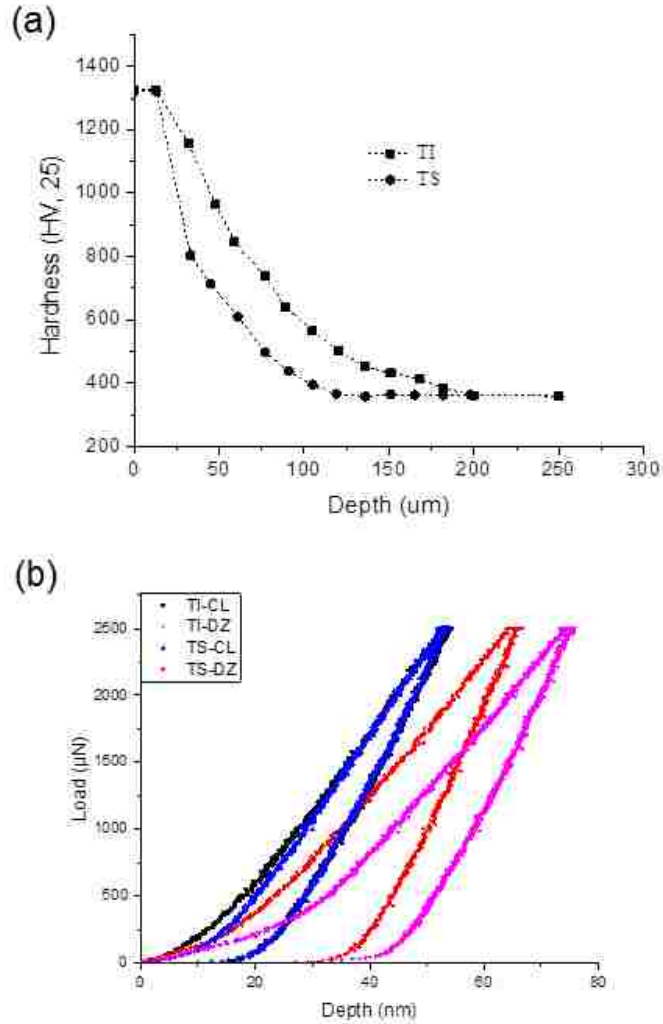 (a)
1400
1200
1000
800
600
400
200
Hardness (HV, 25)
TI
TS
0 50 100 150 200 250 300
Depth (um)
(b)
TI-CL
TI-DZ
TS-CL
TS-DZ
2500
2000
1500
1000
500
0
Load (μN)
0 20 40 60 80
Depth (nm)